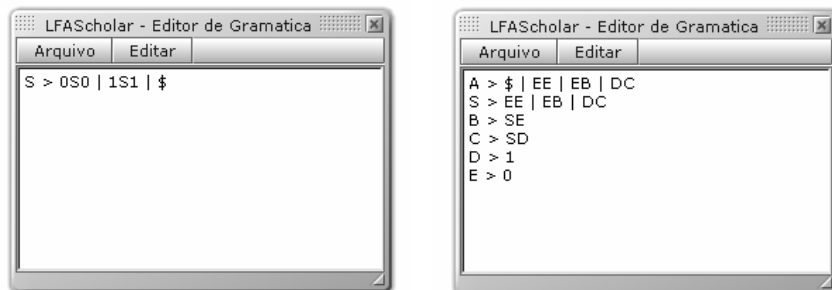 LFAScholar - Editor de Gramatica
Arquivo Editar
S > 0S0 | 1S1 | $
LFAScholar - Editor de Gramatica
Arquivo Editar
A > $ | EE | EB | DC
S > EE | EB | DC
B > SE
C > SD
D > 1
E > 0